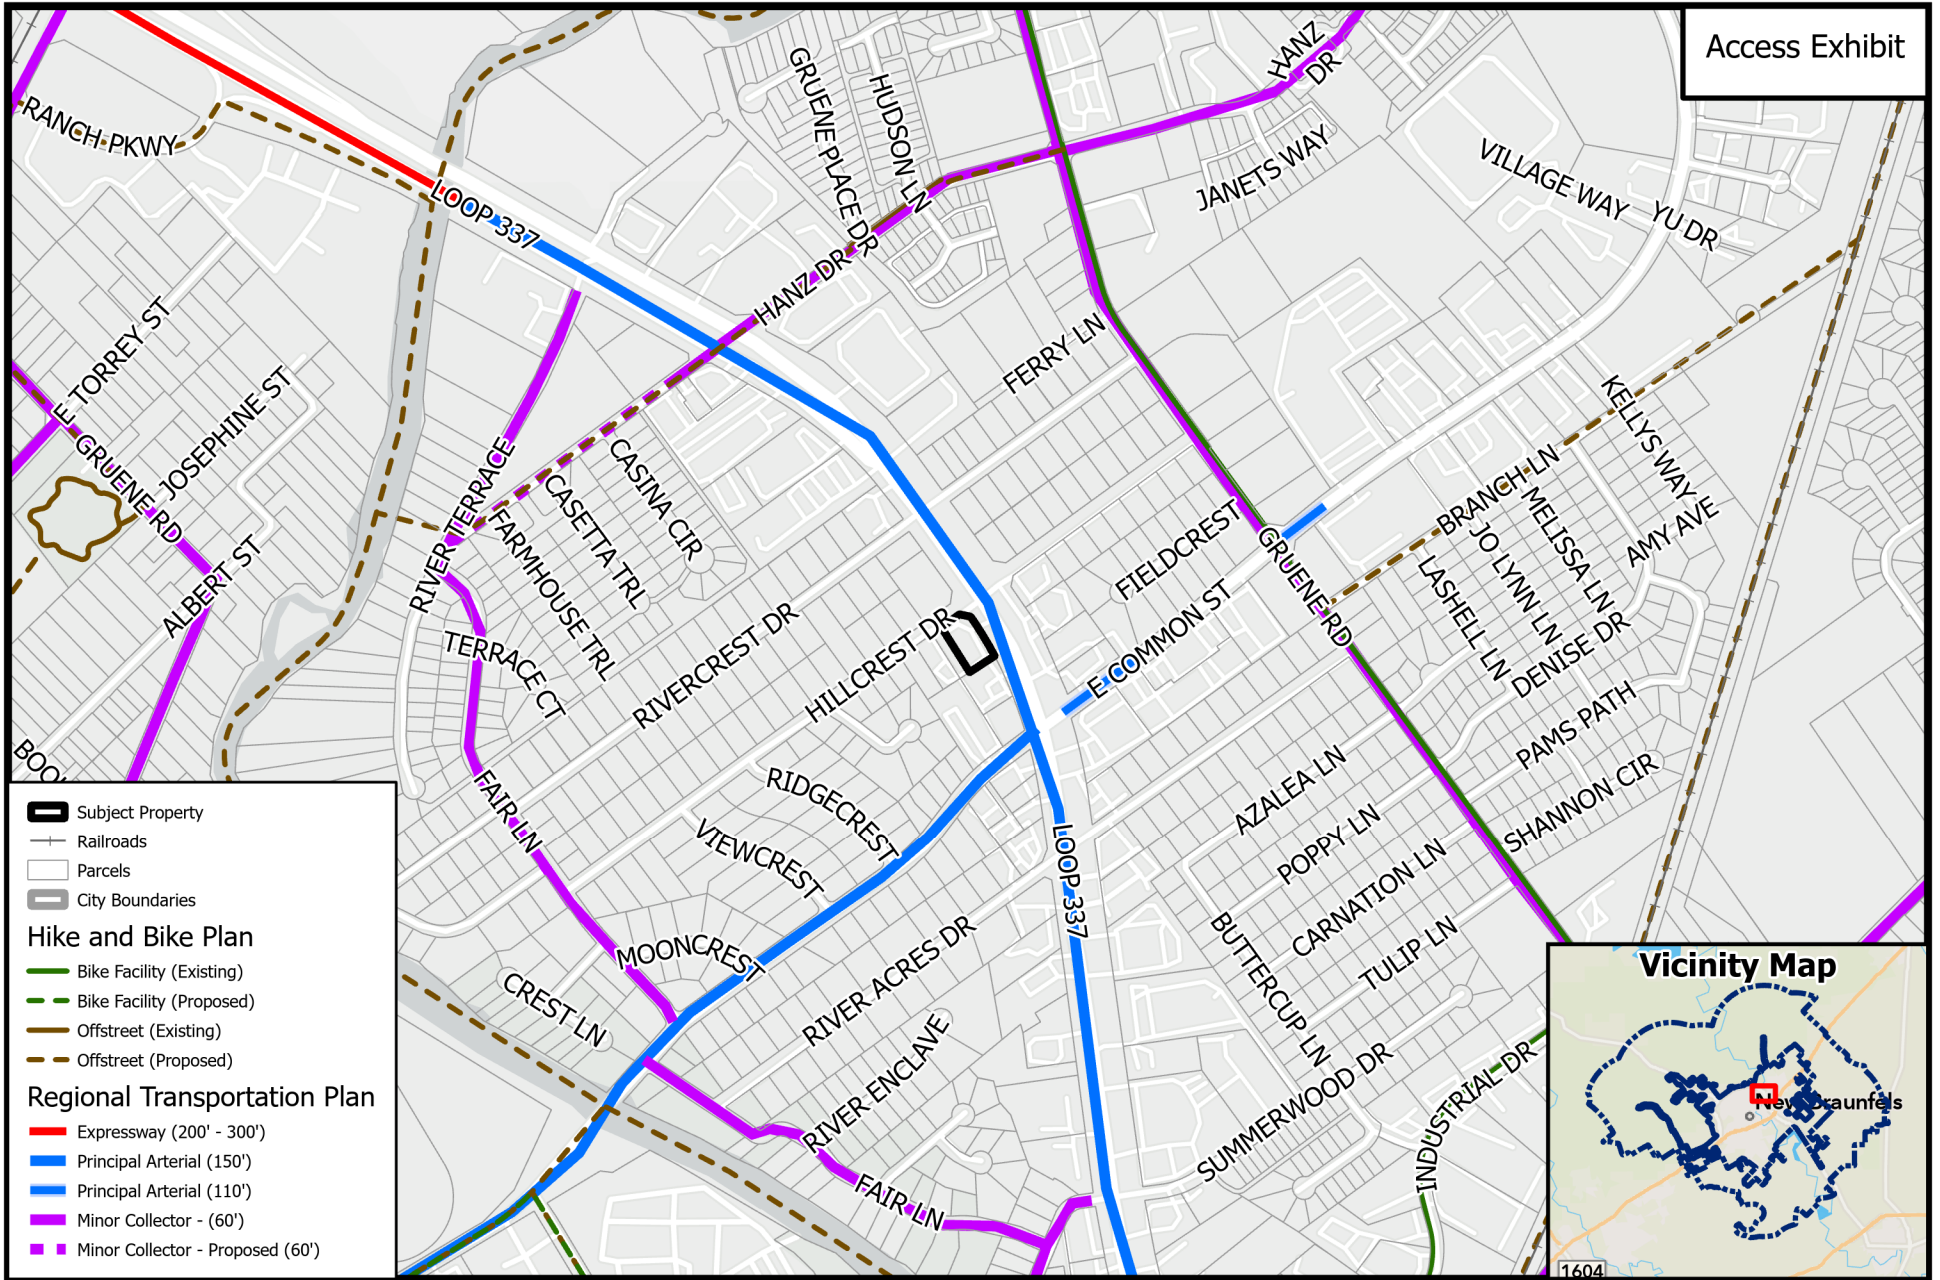 Access Exhibit
HANZ
DR
GRUENE PLACE DR
HUDSON LN
RANCH PKWY
JANETS WAY
VILLAGE WAY
YU DR
LOOP 337
HANZ DR
FERRY LN
E TORREY ST
JOSEPHINE ST
GRUENE RD
ALBERT ST
RIVER TERRACE
CASINA CIR
CASETTA TRL
FARMHOUSE TRL
TERRACE CT
RIVERCREST DR
HILLCREST DR
FIELDCREST
E COMMON ST
GRUENE RD
BRANCH LN
KELLYS WAY
AMY AVE
MELISSA LN
JO LYNN LN
LASHELL LN
DENISE DR
PAMS PATH
SHANNON CIR
AZALEA LN
POPPY LN
CARNATION LN
TULIP LN
BUTTERCUP LN
SUMMERWOOD DR
INDUSTRIAL DR
LOOP 337
RIDGECREST
VIEWCREST
FAIR LN
MOONCREST
CREST LN
RIVER ACRES DR
RIVER ENCLAVE
FAIR LN
Subject Property
Railroads
Parcels
City Boundaries
Hike and Bike Plan
Bike Facility (Existing)
Bike Facility (Proposed)
Offstreet (Existing)
Offstreet (Proposed)
Regional Transportation Plan
Expressway (200' - 300')
Principal Arterial (150')
Principal Arterial (110')
Minor Collector - (60')
Minor Collector - Proposed (60')
Vicinity Map
New Braunfels
1604